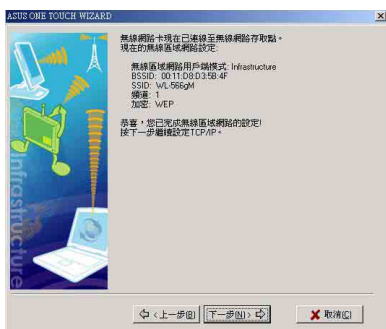 ASUS ONE TOUCH WIZARD
無線網路卡現在已連線至無線網路存取點。
現在的無線區域網路設定:
無線區域網路用戶端模式: Infrastructure
BSSID: 00:11:D8:D3:5B:4F
SSID: WL-566gM
頻道: 1
加密: WEP
恭喜，您已完成無線區域網路的設定!
按下一步繼續設定TCP/IP。
Infrastructure
<上一步(B)
下一步(N)>
取消(C)